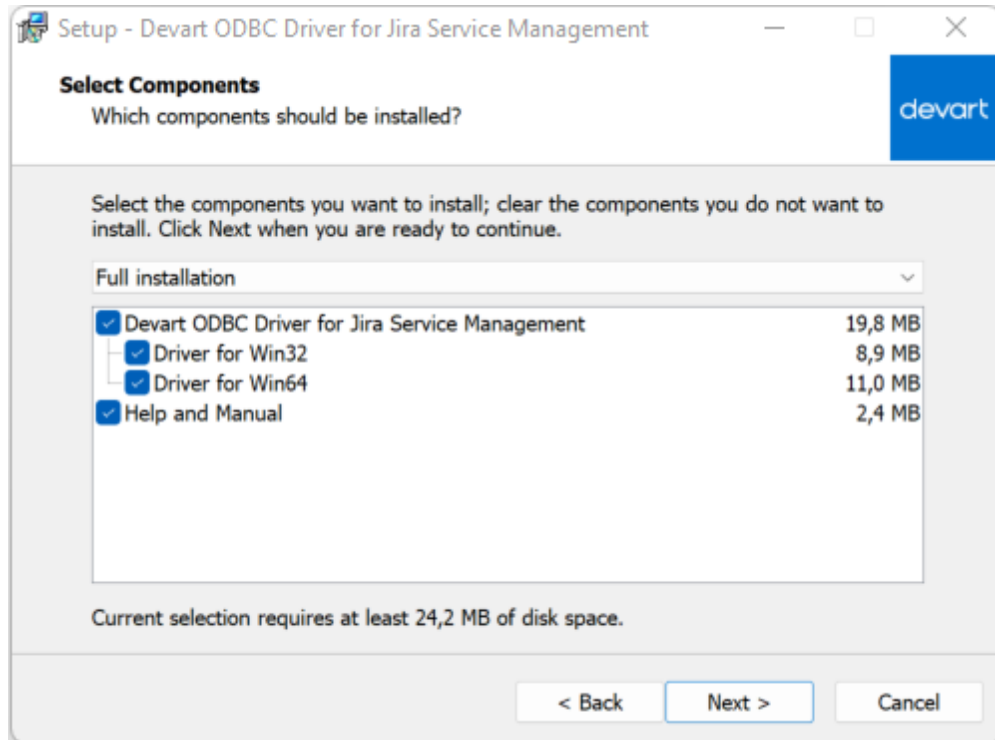 Setup - Devart ODBC Driver for Jira Service Management
Select Components
Which components should be installed?
devart
Select the components you want to install; clear the components you do not want to
install. Click Next when you are ready to continue.
Full installation
Devart ODBC Driver for Jira Service Management 19,8 MB
Driver for Win32 8,9 MB
Driver for Win64 11,0 MB
Help and Manual 2,4 MB
Current selection requires at least 24,2 MB of disk space.
< Back Next > Cancel